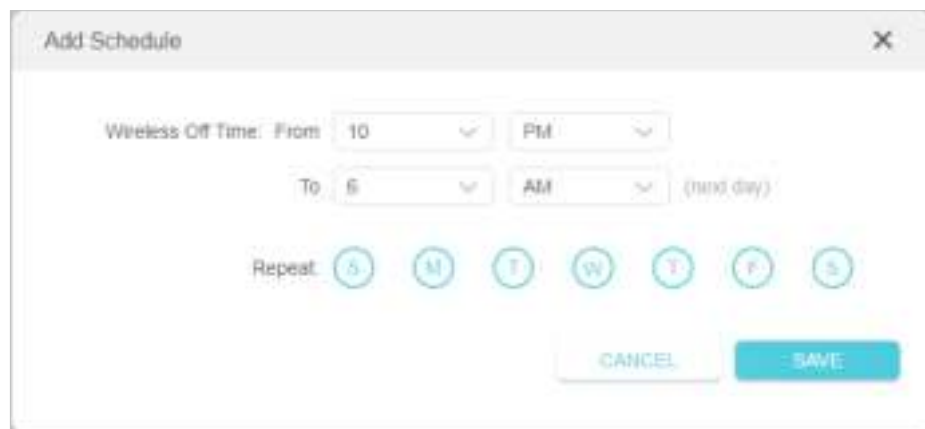 Add Schedule
Wireless Off Time: From 10 PM
To 6 AM (next day)
Repeat S M T W T F S
CANCEL SAVE